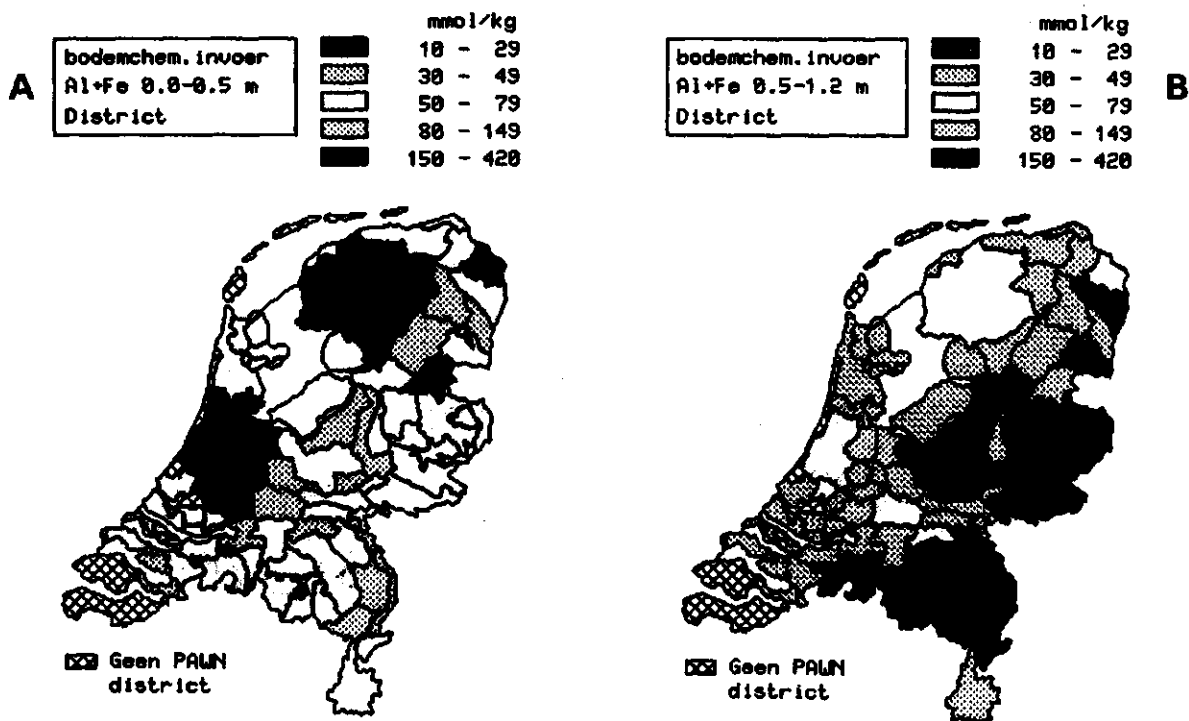 A
bodemchem.invoer
Al+Fe 0.0-0.5 m
District
mmol/kg
10 - 29
30 - 49
50 - 79
80 - 149
150 - 420
Geen PAWN
district
B
bodemchem.invoer
Al+Fe 0.5-1.2 m
District
mmol/kg
10 - 29
30 - 49
50 - 79
80 - 149
150 - 420
Geen PAWN
district